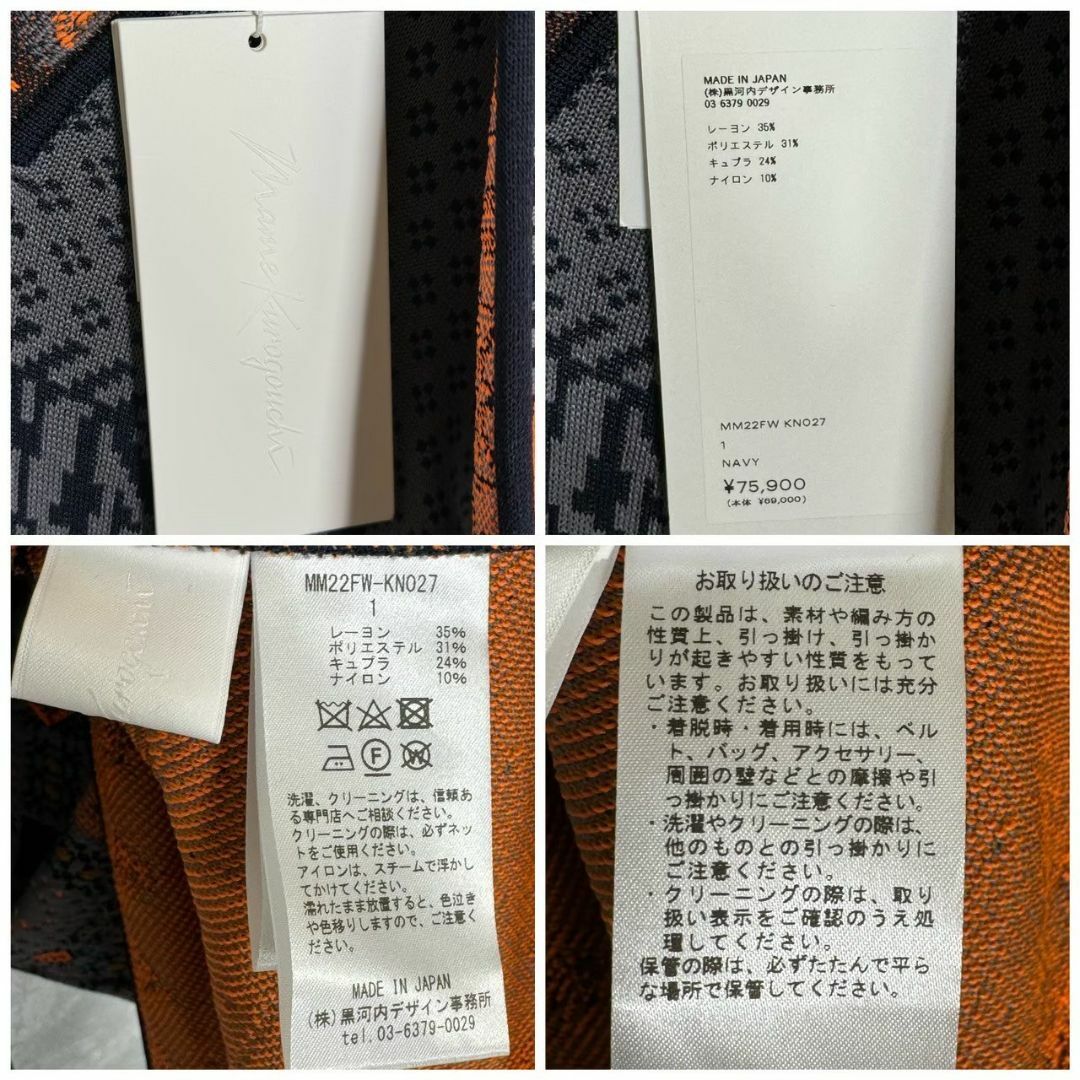 Mame Kurogouchi
MADE IN JAPAN
(株)黒河内デザイン事務所
03 6379 0029
レーヨン 35%
ポリエステル 31%
キュプラ 24%
ナイロン 10%
MM22FW KN027
1
NAVY
¥75,900
(本体 ¥69,000)
MM22FW-KN027
1
レーヨン 35%
ポリエステル 31%
キュプラ 24%
ナイロン 10%
F
W
洗濯、クリーニングは、信頼あ
る専門店へご相談ください。
クリーニングの際は、必ずネッ
トをご使用ください。
アイロンは、スチームで浮かし
てかけてください。
濡れたまま放置すると、色泣き
や色移りしますので、ご注意く
ださい。
MADE IN JAPAN
(株)黒河内デザイン事務所
tel.03-6379-0029
お取り扱いのご注意
この製品は、素材や編み方の
性質上、引っ掛け、引っ掛か
りが起きやすい性質をもって
います。お取り扱いには充分
ご注意ください。
・着脱時・着用時には、ベル
ト、バッグ、アクセサリー、
周囲の壁などとの摩擦や引
っ掛かりにご注意ください。
・洗濯やクリーニングの際は、
他のものとの引っ掛かりに
ご注意ください。
・クリーニングの際は、取り
扱い表示をご確認のうえ処
理してください。
保管の際は、必ずたたんで平ら
な場所で保管してください。